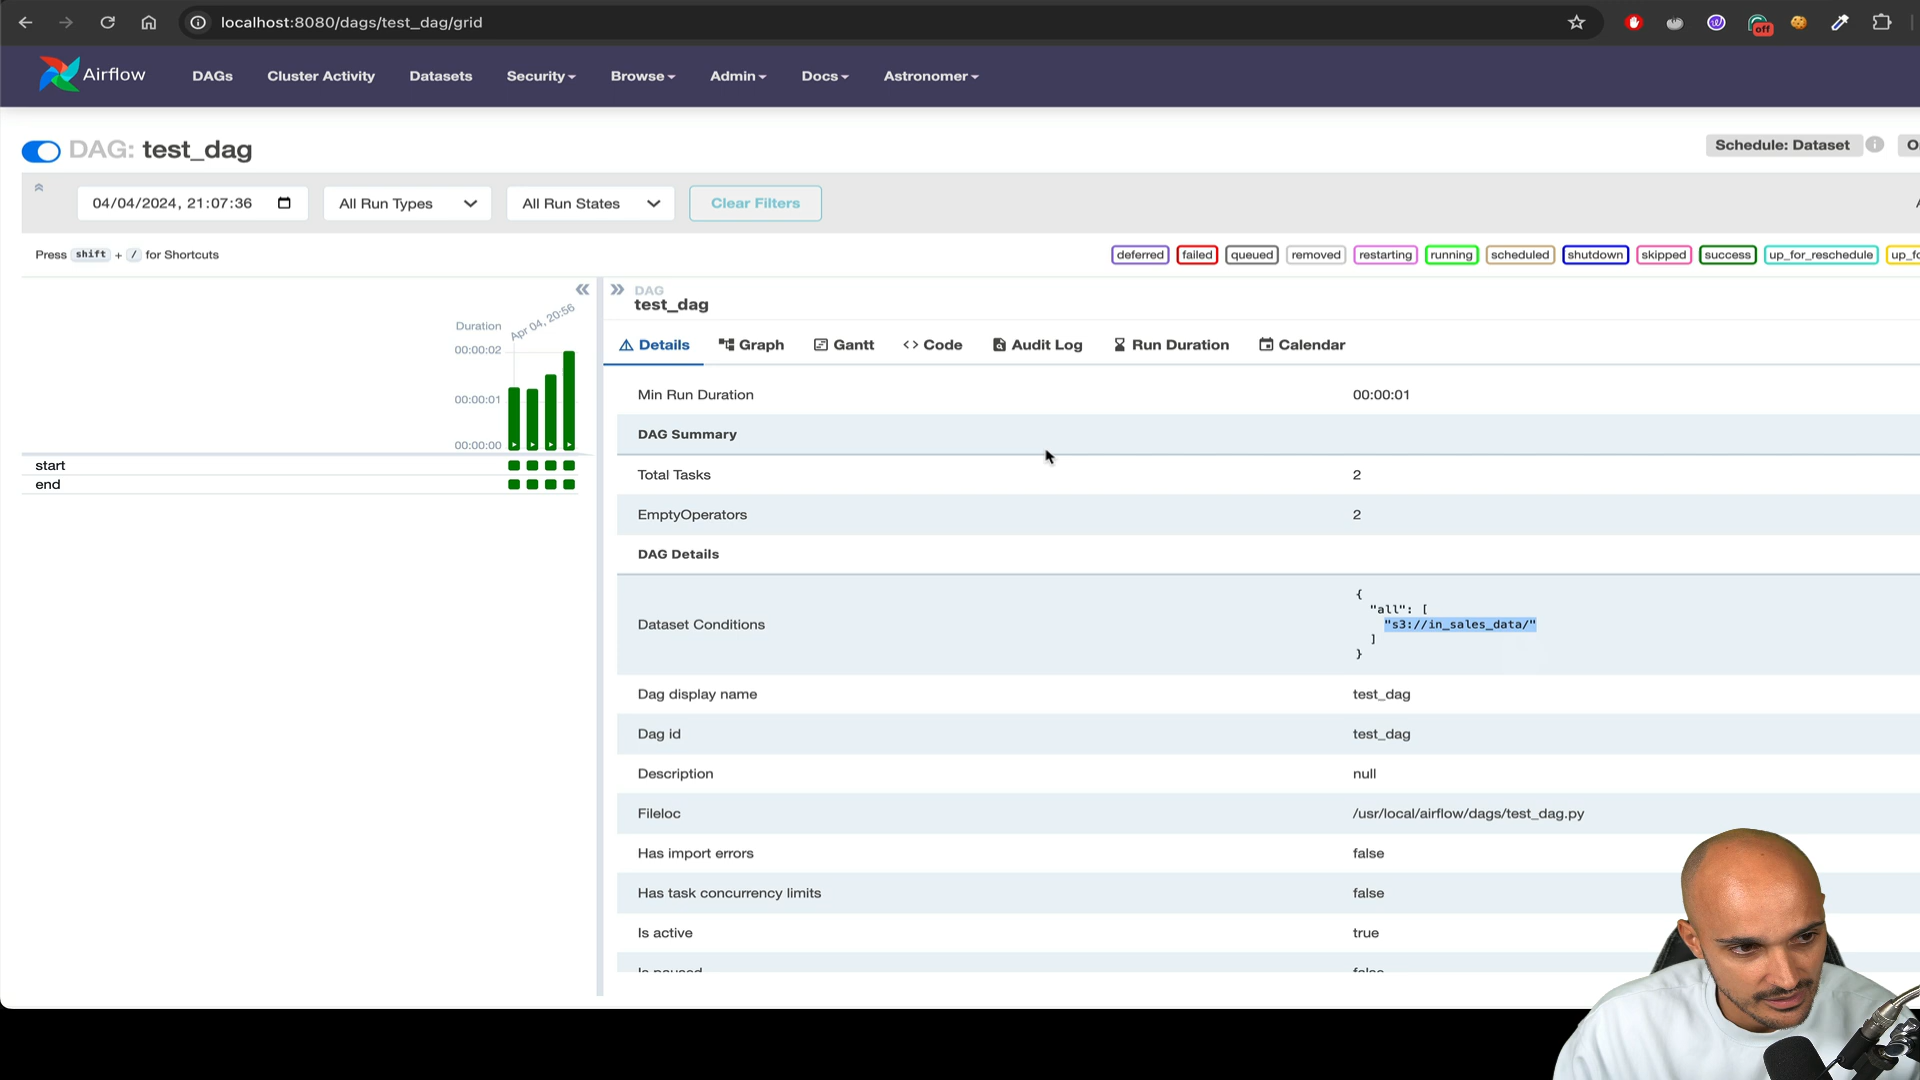 localhost:8080/dags/test_dag/grid
off
Airflow DAGs Cluster Activity Datasets Security Browse Admin Docs Astronomer
DAG: test_dag
Schedule: Dataset
04/04/2024, 21:07:36 All Run Types All Run States Clear Filters
Press shift + / for Shortcuts
deferred failed queued removed restarting running scheduled shutdown skipped success up_for_reschedule
Duration
Apr 04, 20:56
00:00:02
00:00:01
00:00:00
start
end
DAG
test_dag
Details Graph Gantt <> Code Audit Log Run Duration Calendar
Min Run Duration 00:00:01
DAG Summary
Total Tasks 2
EmptyOperators 2
DAG Details
Dataset Conditions
{
"all": [
"s3://in_sales_data/"
]
}
Dag display name test_dag
Dag id test_dag
Description null
Fileloc /usr/local/airflow/dags/test_dag.py
Has import errors false
Has task concurrency limits false
Is active true
Is paused false